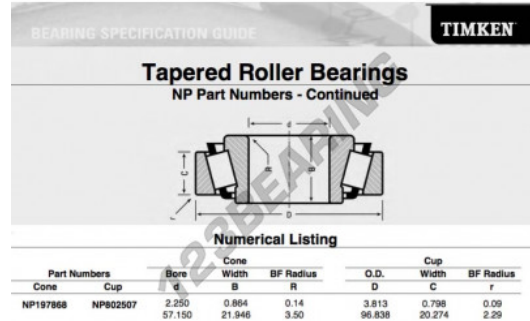 BEARING SPECIFICATION GUIDE
TIMKEN
Tapered Roller Bearings
NP Part Numbers - Continued
d
C
R
B
r
D
123BEARING
Numerical Listing
Cone Cup
Part Numbers Bore Width BF Radius O.D. Width BF Radius
Cone Cup d B R D C r
NP197868 NP802507 2.250 0.864 0.14 3.813 0.798 0.09
57.150 21.946 3.50 96.838 20.274 2.29